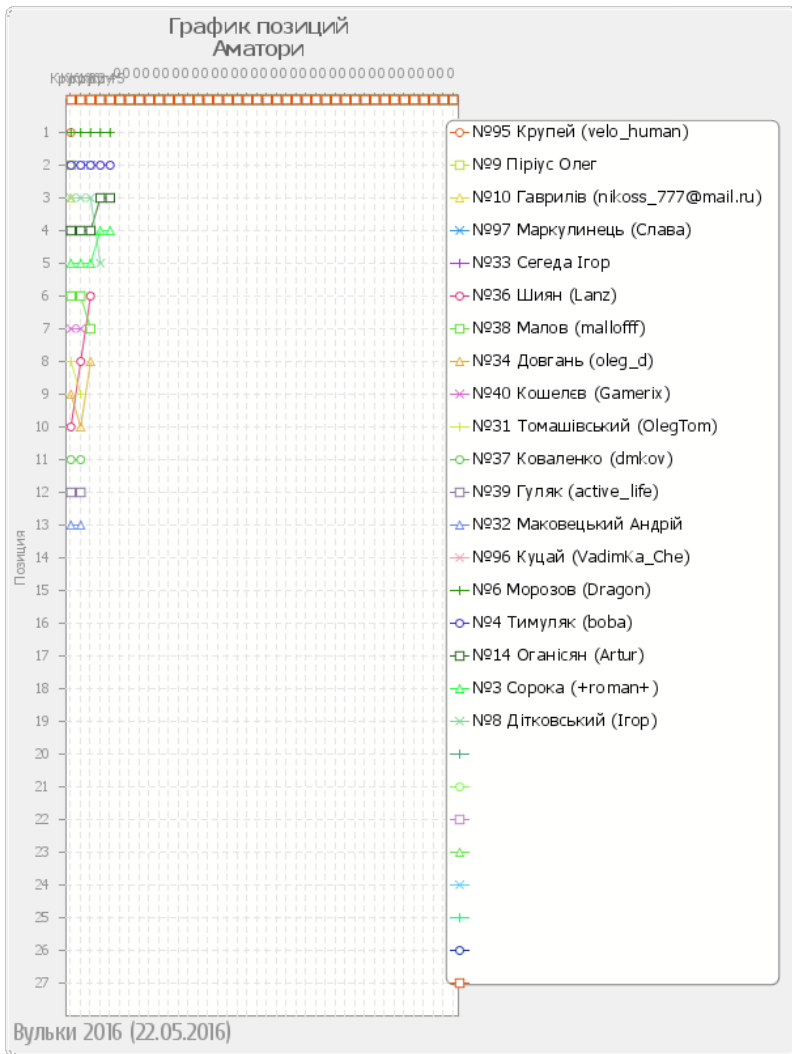 График позиций
Аматори
0000000000000000000000000000000000
1
2
3
4
5
6
7
8
9
10
11
12
13
14
15
16
17
18
19
20
21
22
23
24
25
26
27
Позиция
№95 Крупей (velo_human)
№9 Піріус Олег
№10 Гаврилів (nikoss_777@mail.ru)
№97 Маркулинець (Слава)
№33 Сегеда Ігор
№36 Шиян (Lanz)
№38 Малов (mallofff)
№34 Довгань (oleg_d)
№40 Кошелєв (Gamerix)
№31 Томашівський (OlegTom)
№37 Коваленко (dmkov)
№39 Гуляк (active_life)
№32 Маковецький Андрій
№96 Куцай (VadimKa_Che)
№6 Морозов (Dragon)
№4 Тимуляк (boba)
№14 Оганісян (Artur)
№3 Сорока (+roman+)
№8 Дітковський (Ігор)
Вульки 2016 (22.05.2016)